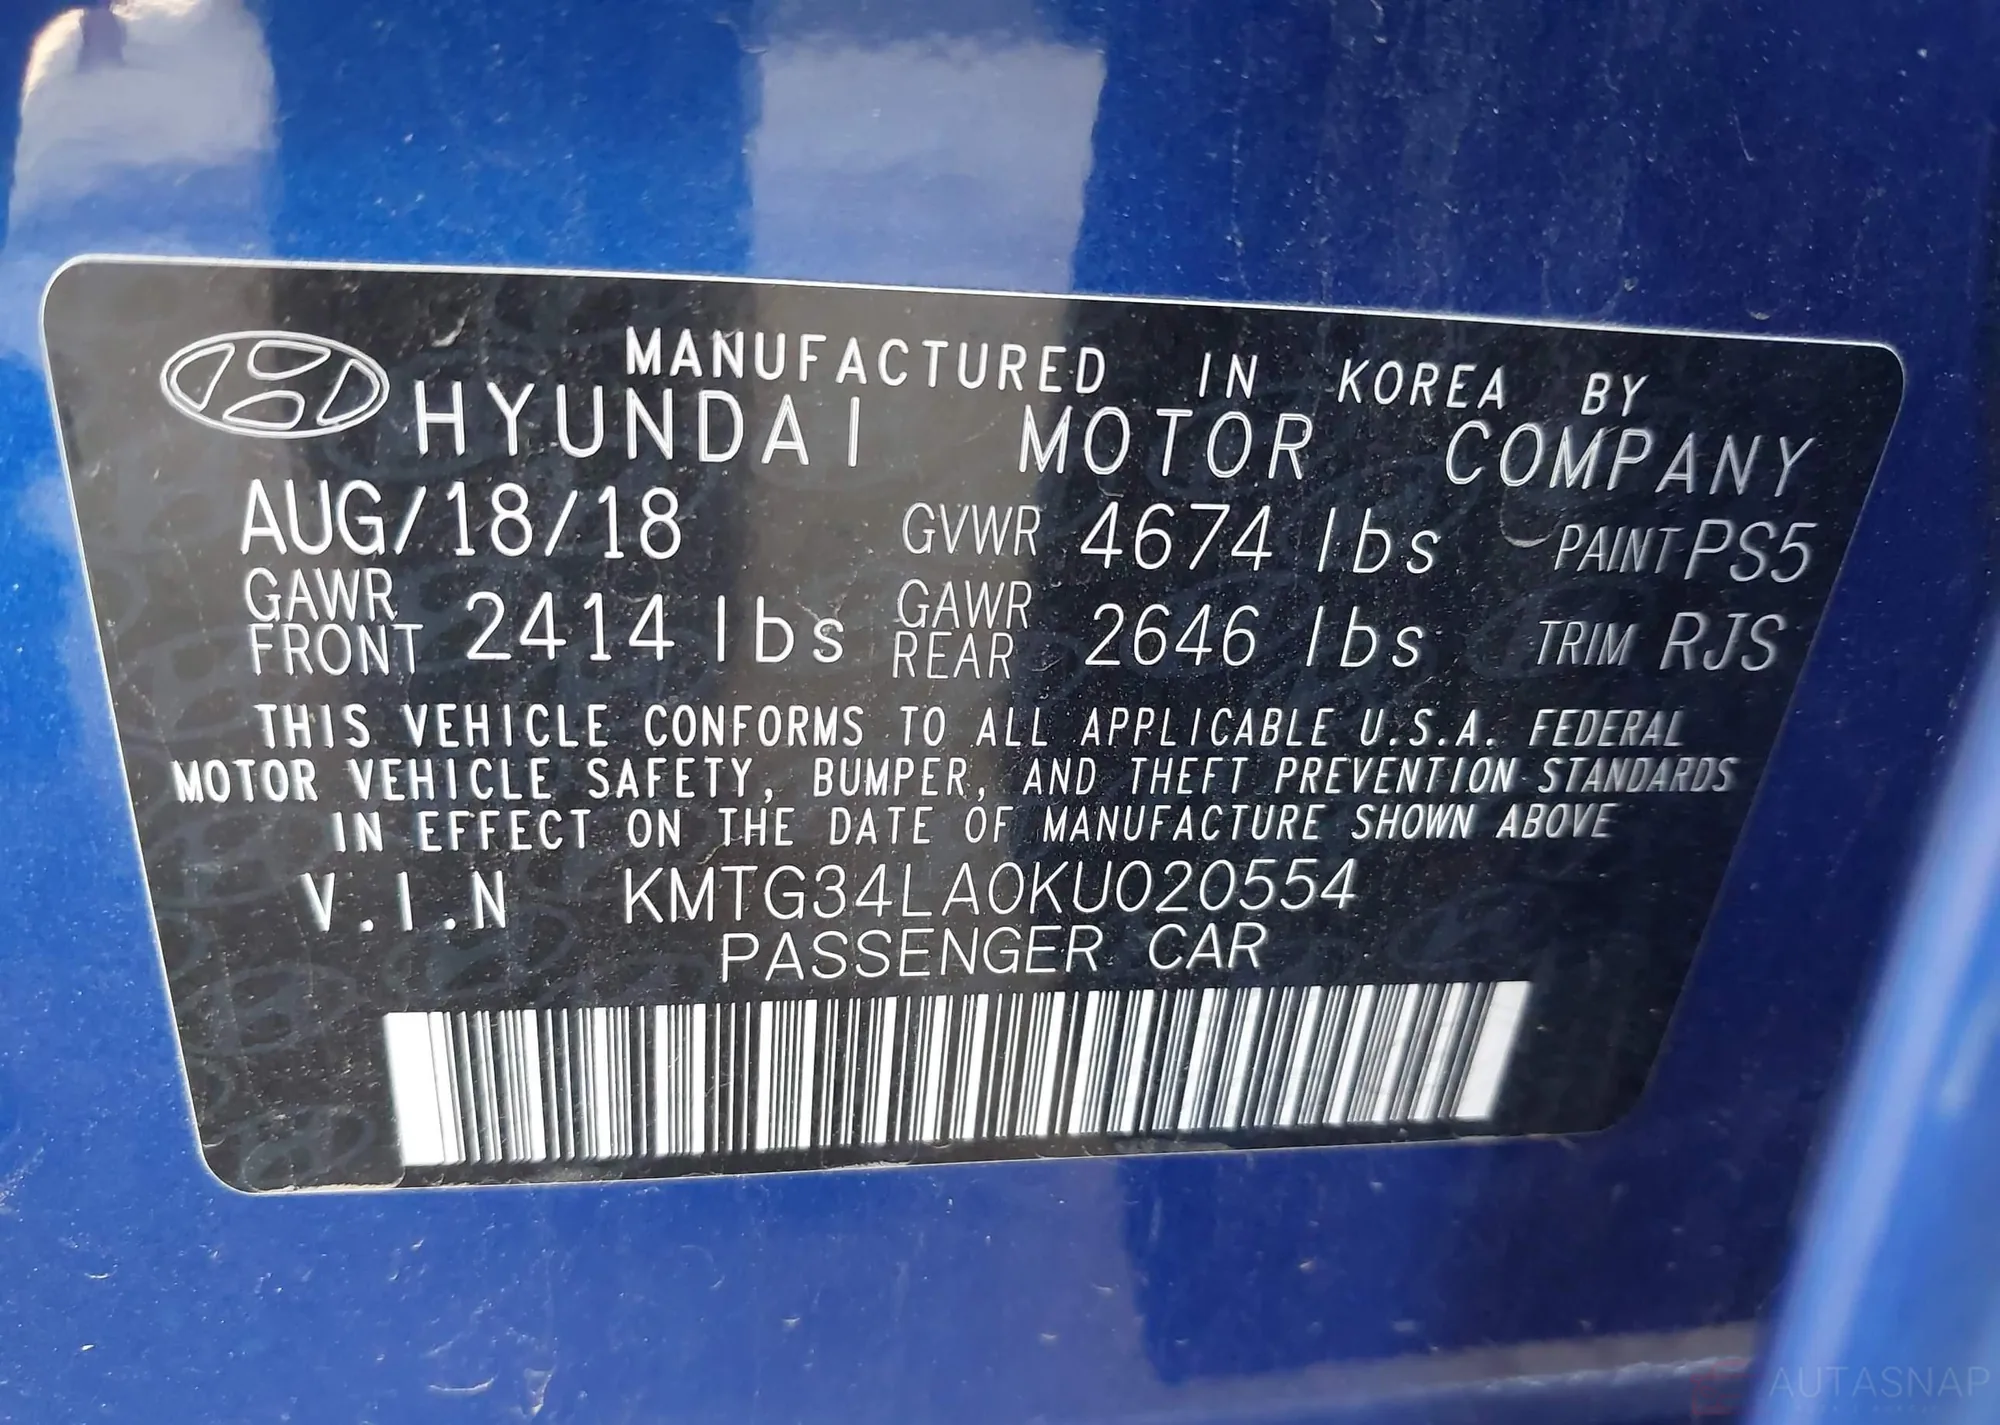 MANUFACTURED IN KOREA BY
HYUNDAI MOTOR COMPANY
AUG/18/18 GVWR 4674 lbs PAINT PS5
GAWR FRONT 2414 lbs GAWR REAR 2646 lbs TRIM RJS
THIS VEHICLE CONFORMS TO ALL APPLICABLE U.S.A. FEDERAL
MOTOR VEHICLE SAFETY, BUMPER, AND THEFT PREVENTION STANDARDS
IN EFFECT ON THE DATE OF MANUFACTURE SHOWN ABOVE
V.I.N KMTG34LA0KU020554
PASSENGER CAR
AUTASNAP